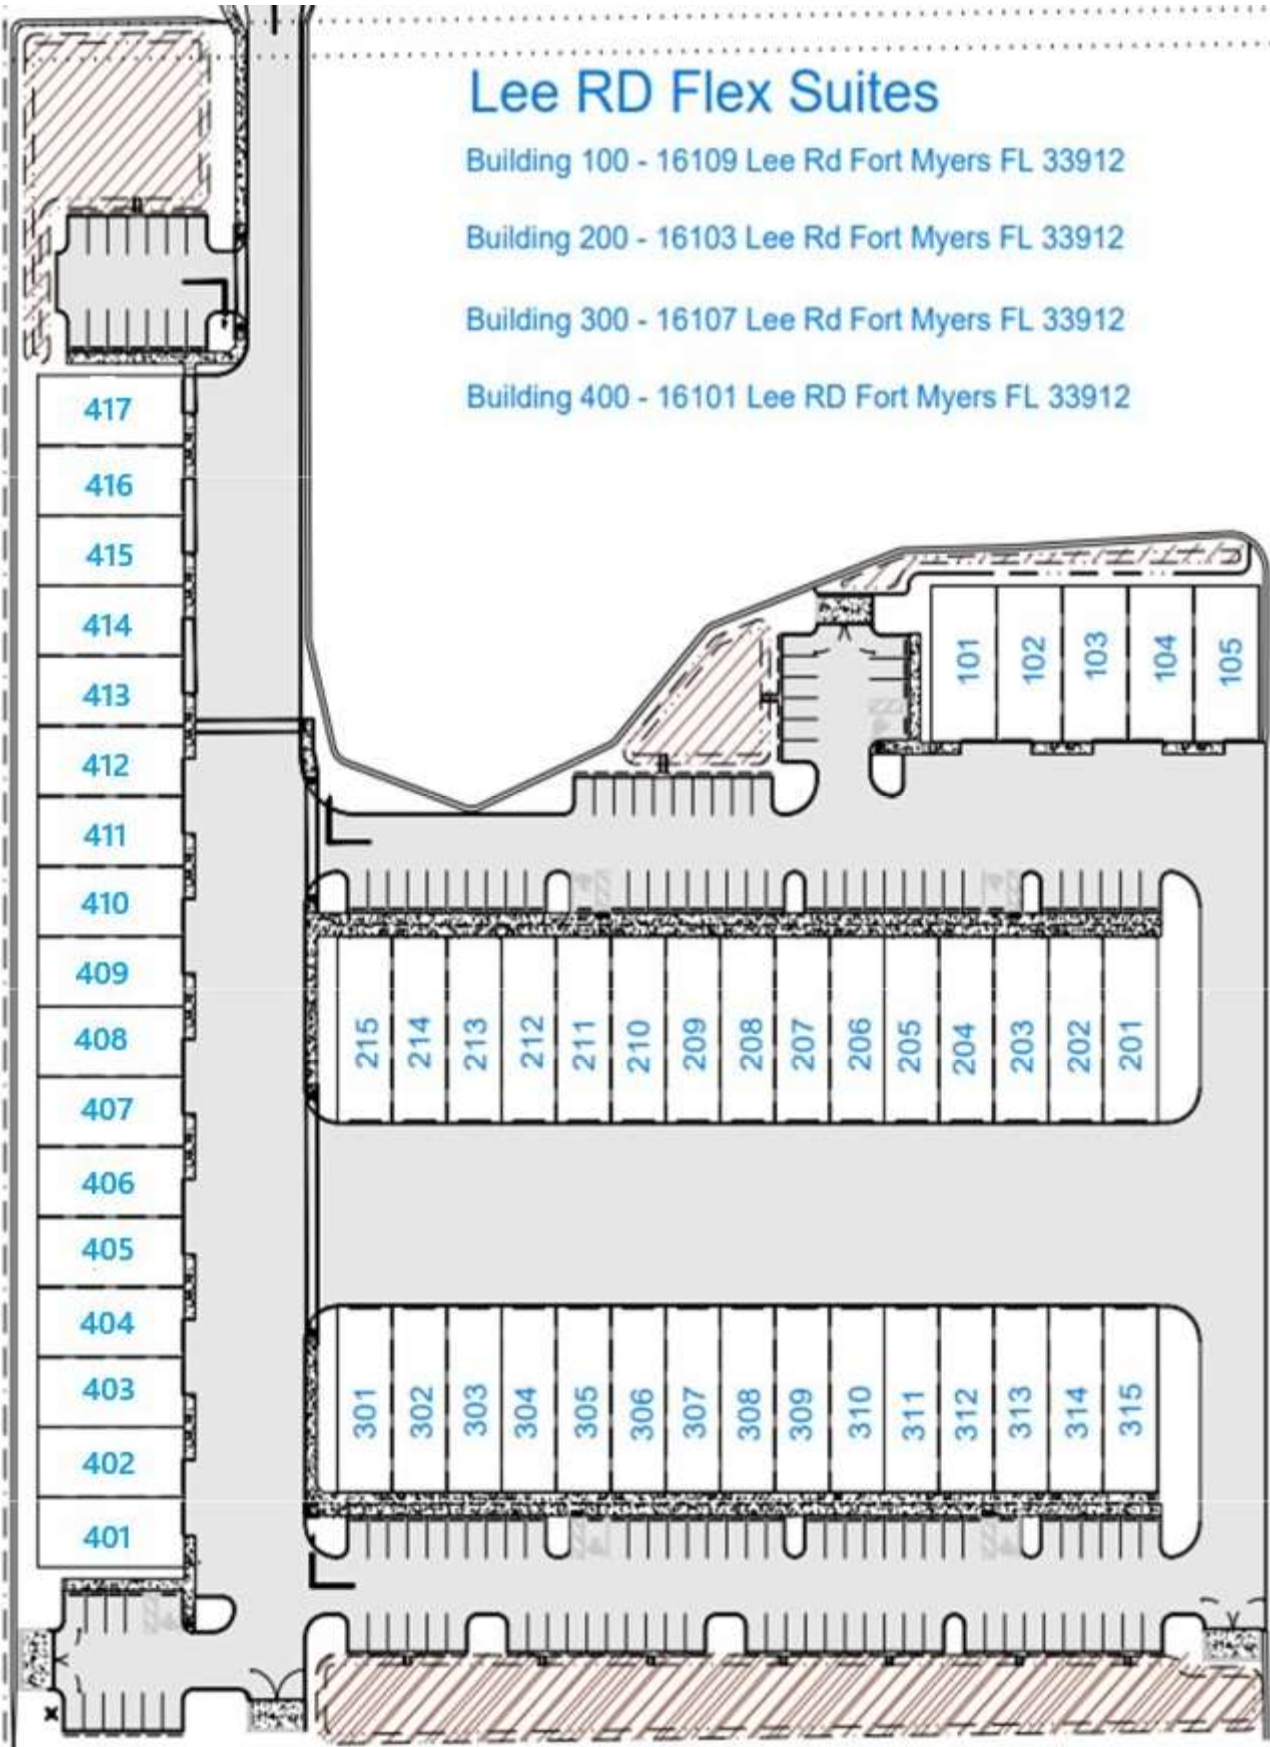 Lee RD Flex Suites
Building 100 - 16109 Lee Rd Fort Myers FL 33912
Building 200 - 16103 Lee Rd Fort Myers FL 33912
Building 300 - 16107 Lee Rd Fort Myers FL 33912
Building 400 - 16101 Lee RD Fort Myers FL 33912
417
416
415
414
413
412
411
410
409
408
407
406
405
404
403
402
401
101 102 103 104 105
215 214 213 212 211 210 209 208 207 206 205 204 203 202 201
301 302 303 304 305 306 307 308 309 310 311 312 313 314 315